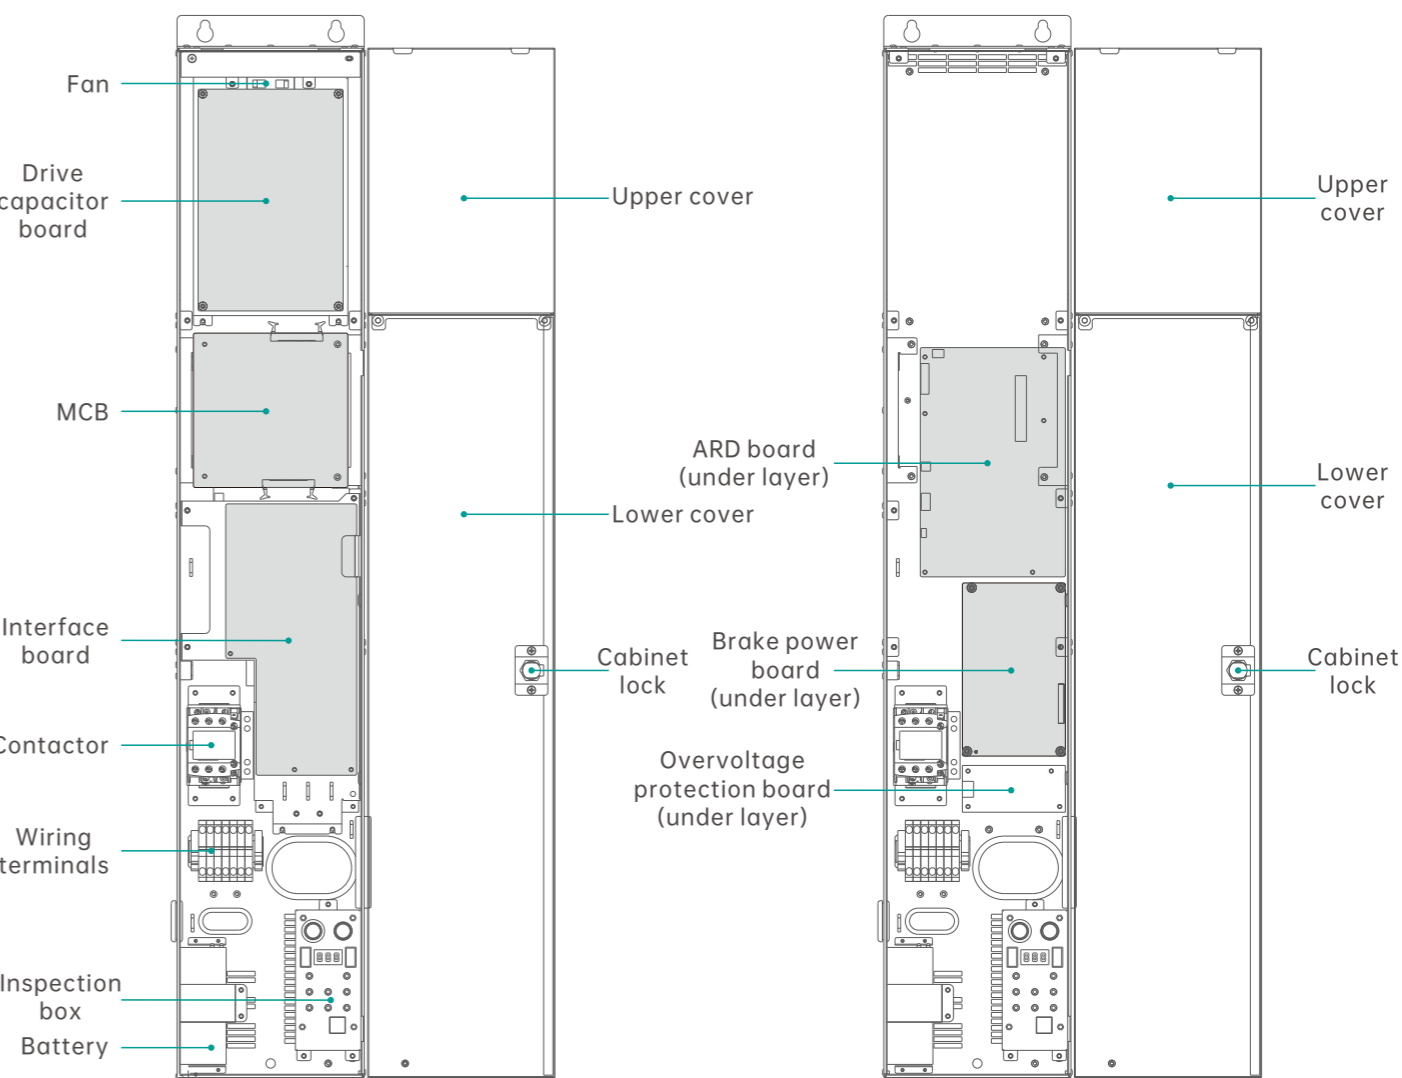 Fan
Drive
capacitor
board
MCB
Interface
board
Contactor
Wiring
terminals
Inspection
box
Battery
Upper cover
Lower cover
Cabinet
lock
ARD board
(under layer)
Brake power
board
(under layer)
Overvoltage
protection board
(under layer)
Upper
cover
Lower
cover
Cabinet
lock